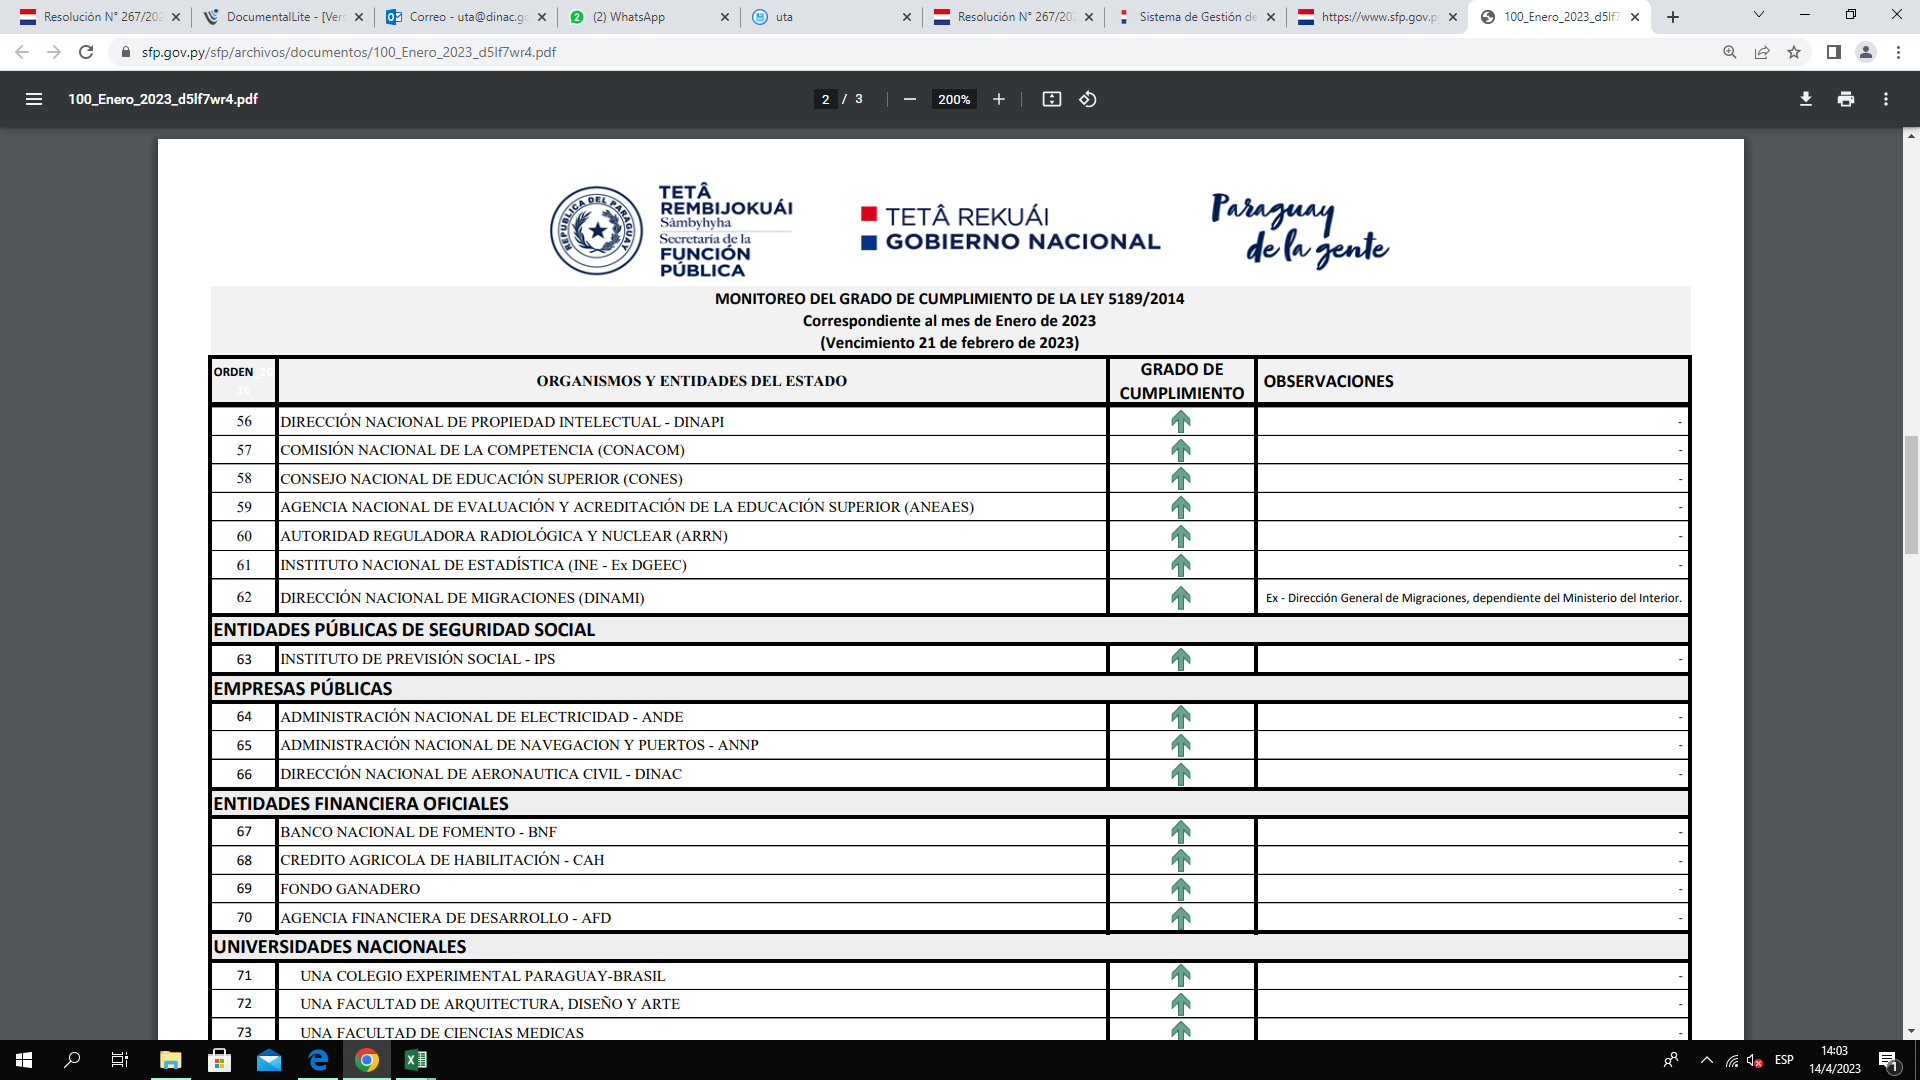 Resolución N° 267/202
DocumentalLite - [Vers
Correo - uta@dinac.go
(2) WhatsApp
uta
Resolución N° 267/202
Sistema de Gestión de
https://www.sfp.gov.p
100_Enero_2023_d5lf7
sfp.gov.py/sfp/archivos/documentos/100_Enero_2023_d5lf7wr4.pdf
100_Enero_2023_d5lf7wr4.pdf
2 / 3
200%
REPUBLICA DEL PARAGUAY
TETÃ
REMBIJOKUÁI
Sãmbyhyha
Secretaría de la
FUNCIÓN
PÚBLICA
TETÃ REKUÁI
GOBIERNO NACIONAL
Paraguay
de la gente
MONITOREO DEL GRADO DE CUMPLIMIENTO DE LA LEY 5189/2014
Correspondiente al mes de Enero de 2023
(Vencimiento 21 de febrero de 2023)
ORDEN ORGANISMOS Y ENTIDADES DEL ESTADO GRADO DE CUMPLIMIENTO OBSERVACIONES
56 DIRECCIÓN NACIONAL DE PROPIEDAD INTELECTUAL - DINAPI -
57 COMISIÓN NACIONAL DE LA COMPETENCIA (CONACOM) -
58 CONSEJO NACIONAL DE EDUCACIÓN SUPERIOR (CONES) -
59 AGENCIA NACIONAL DE EVALUACIÓN Y ACREDITACIÓN DE LA EDUCACIÓN SUPERIOR (ANEAES) -
60 AUTORIDAD REGULADORA RADIOLÓGICA Y NUCLEAR (ARRN) -
61 INSTITUTO NACIONAL DE ESTADÍSTICA (INE - Ex DGEEC) -
62 DIRECCIÓN NACIONAL DE MIGRACIONES (DINAMI) Ex - Dirección General de Migraciones, dependiente del Ministerio del Interior.
ENTIDADES PÚBLICAS DE SEGURIDAD SOCIAL
63 INSTITUTO DE PREVISIÓN SOCIAL - IPS -
EMPRESAS PÚBLICAS
64 ADMINISTRACIÓN NACIONAL DE ELECTRICIDAD - ANDE -
65 ADMINISTRACIÓN NACIONAL DE NAVEGACION Y PUERTOS - ANNP -
66 DIRECCIÓN NACIONAL DE AERONAUTICA CIVIL - DINAC -
ENTIDADES FINANCIERA OFICIALES
67 BANCO NACIONAL DE FOMENTO - BNF -
68 CREDITO AGRICOLA DE HABILITACIÓN - CAH -
69 FONDO GANADERO -
70 AGENCIA FINANCIERA DE DESARROLLO - AFD -
UNIVERSIDADES NACIONALES
71 UNA COLEGIO EXPERIMENTAL PARAGUAY-BRASIL -
72 UNA FACULTAD DE ARQUITECTURA, DISEÑO Y ARTE -
73 UNA FACULTAD DE CIENCIAS MEDICAS -
ESP
14:03
14/4/2023
1